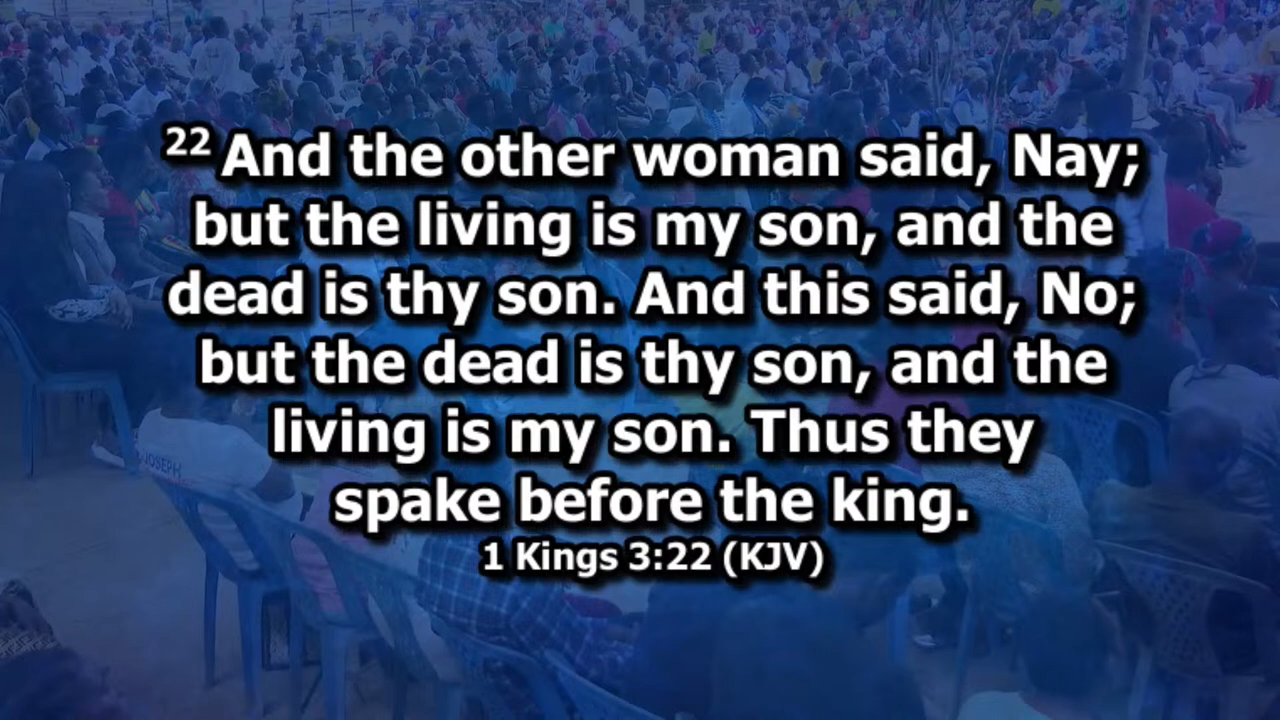 22 And the other woman said, Nay;
but the living is my son, and the
dead is thy son. And this said, No;
but the dead is thy son, and the
living is my son. Thus they
spake before the king.
1 Kings 3:22 (KJV)
JOSEPH